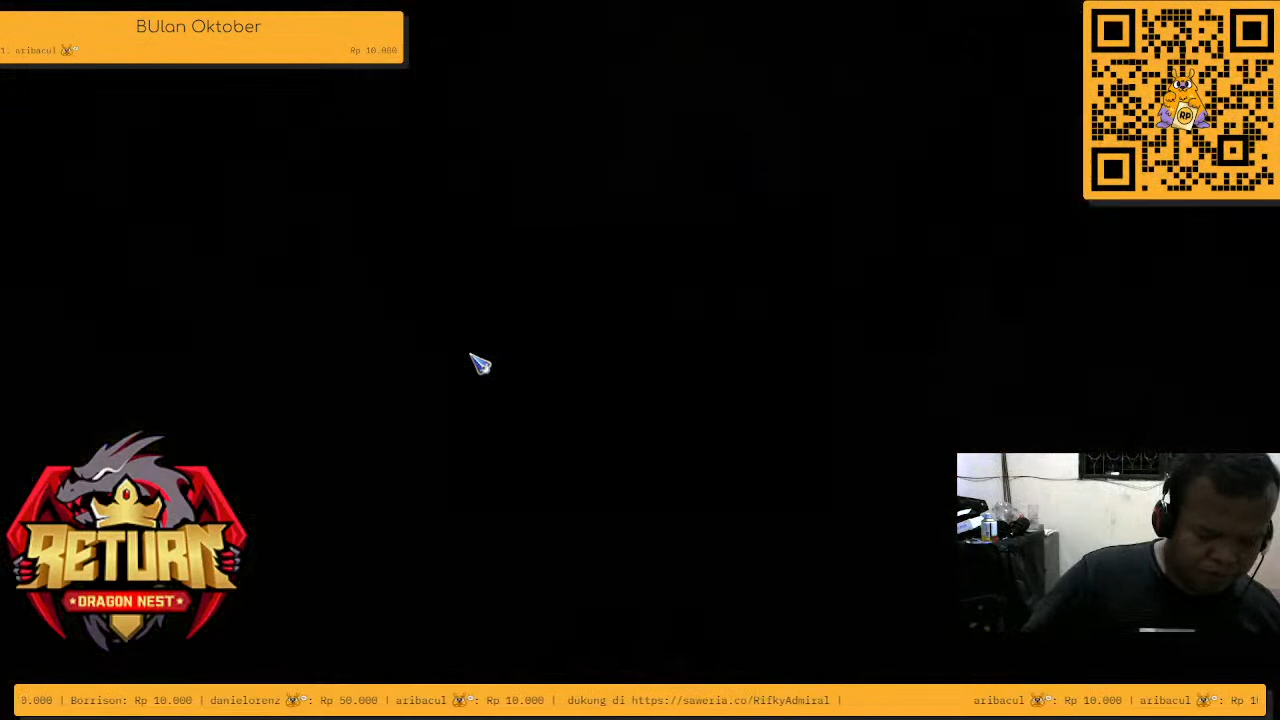 BUlan Oktober
1. aribacul Rp 10.000
RP
RETURN
DRAGON NEST
0.000 | Borrison: Rp 10.000 | danielorenz : Rp 50.000 | aribacul : Rp 10.000 | dukung di https://saweria.co/RifkyAdmiral | aribacul : Rp 10.000 | aribacul : Rp 1